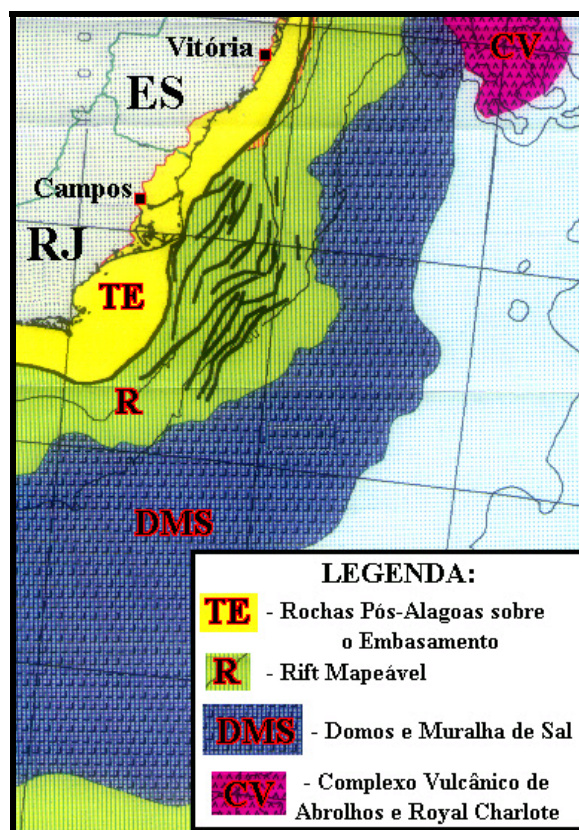 CV
Vitória
ES
Campos
RJ
TE
R
DMS
LEGENDA:
TE - Rochas Pós-Alagoas sobre
o Embasamento
R - Rift Mapeável
DMS - Domos e Muralha de Sal
CV - Complexo Vulcânico de
Abrolhos e Royal Charlote